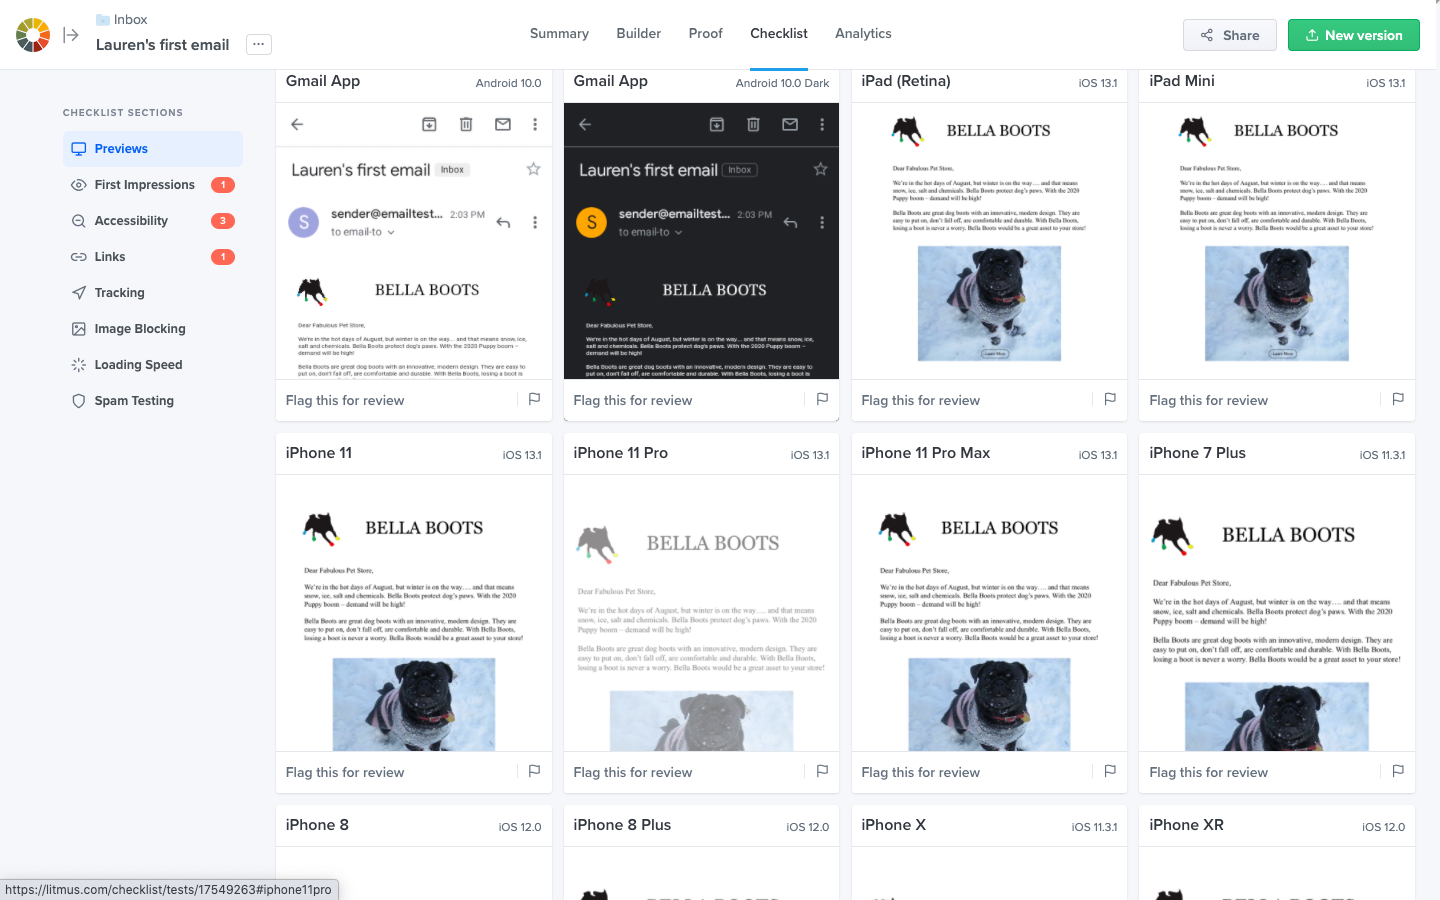 Inbox
Lauren's first email
...
Summary
Builder
Proof
Checklist
Analytics
Share
New version
CHECKLIST SECTIONS
Previews
First Impressions 1
Accessibility 3
Links 1
Tracking
Image Blocking
Loading Speed
Spam Testing
Gmail App Android 10.0
Lauren's first email Inbox
S
sender@emailtest... 2:03 PM
to email-to
BELLA BOOTS
Dear Fabulous Pet Store,
We're in the hot days of August, but winter is on the way.... and that means snow, ice,
salt and chemicals. Bella Boots protect dog's paws. With the 2020 Puppy boom –
demand will be high!
Bella Boots are great dog boots with an innovative, modern design. They are easy to
put on, don't fall off, are comfortable and durable. With Bella Boots, losing a boot is
Flag this for review
Gmail App Android 10.0 Dark
Lauren's first email Inbox
S
sender@emailtest... 2:03 PM
to email-to
BELLA BOOTS
Dear Fabulous Pet Store,
We're in the hot days of August, but winter is on the way.... and that means snow, ice,
salt and chemicals. Bella Boots protect dog's paws. With the 2020 Puppy boom –
demand will be high!
Bella Boots are great dog boots with an innovative, modern design. They are easy to
put on, don't fall off, are comfortable and durable. With Bella Boots, losing a boot is
Flag this for review
iPad (Retina) iOS 13.1
BELLA BOOTS
Dear Fabulous Pet Store,
We're in the hot days of August, but winter is on the way.... and that means
snow, ice, salt and chemicals. Bella Boots protect dog's paws. With the 2020
Puppy boom – demand will be high!
Bella Boots are great dog boots with an innovative, modern design. They are
easy to put on, don't fall off, are comfortable and durable. With Bella Boots,
losing a boot is never a worry. Bella Boots would be a great asset to your store!
Learn More
Flag this for review
iPad Mini iOS 13.1
BELLA BOOTS
Dear Fabulous Pet Store,
We're in the hot days of August, but winter is on the way.... and that means
snow, ice, salt and chemicals. Bella Boots protect dog's paws. With the 2020
Puppy boom – demand will be high!
Bella Boots are great dog boots with an innovative, modern design. They are
easy to put on, don't fall off, are comfortable and durable. With Bella Boots,
losing a boot is never a worry. Bella Boots would be a great asset to your store!
Learn More
Flag this for review
iPhone 11 iOS 13.1
BELLA BOOTS
Dear Fabulous Pet Store,
We're in the hot days of August, but winter is on the way.... and that means
snow, ice, salt and chemicals. Bella Boots protect dog's paws. With the 2020
Puppy boom – demand will be high!
Bella Boots are great dog boots with an innovative, modern design. They are
easy to put on, don't fall off, are comfortable and durable. With Bella Boots,
losing a boot is never a worry. Bella Boots would be a great asset to your store!
Flag this for review
iPhone 11 Pro iOS 13.1
BELLA BOOTS
Dear Fabulous Pet Store,
We're in the hot days of August, but winter is on the way.... and that means
snow, ice, salt and chemicals. Bella Boots protect dog's paws. With the 2020
Puppy boom – demand will be high!
Bella Boots are great dog boots with an innovative, modern design. They are
easy to put on, don't fall off, are comfortable and durable. With Bella Boots,
losing a boot is never a worry. Bella Boots would be a great asset to your store!
Flag this for review
iPhone 11 Pro Max iOS 13.1
BELLA BOOTS
Dear Fabulous Pet Store,
We're in the hot days of August, but winter is on the way.... and that means
snow, ice, salt and chemicals. Bella Boots protect dog's paws. With the 2020
Puppy boom – demand will be high!
Bella Boots are great dog boots with an innovative, modern design. They are
easy to put on, don't fall off, are comfortable and durable. With Bella Boots,
losing a boot is never a worry. Bella Boots would be a great asset to your store!
Flag this for review
iPhone 7 Plus iOS 11.3.1
BELLA BOOTS
Dear Fabulous Pet Store,
We're in the hot days of August, but winter is on the way.... and that means
snow, ice, salt and chemicals. Bella Boots protect dog's paws. With the 2020
Puppy boom – demand will be high!
Bella Boots are great dog boots with an innovative, modern design. They are
easy to put on, don't fall off, are comfortable and durable. With Bella Boots,
losing a boot is never a worry. Bella Boots would be a great asset to your store!
Flag this for review
iPhone 8 iOS 12.0
iPhone 8 Plus iOS 12.0
iPhone X iOS 11.3.1
iPhone XR iOS 12.0
https://litmus.com/checklist/tests/17549263#iphone11pro